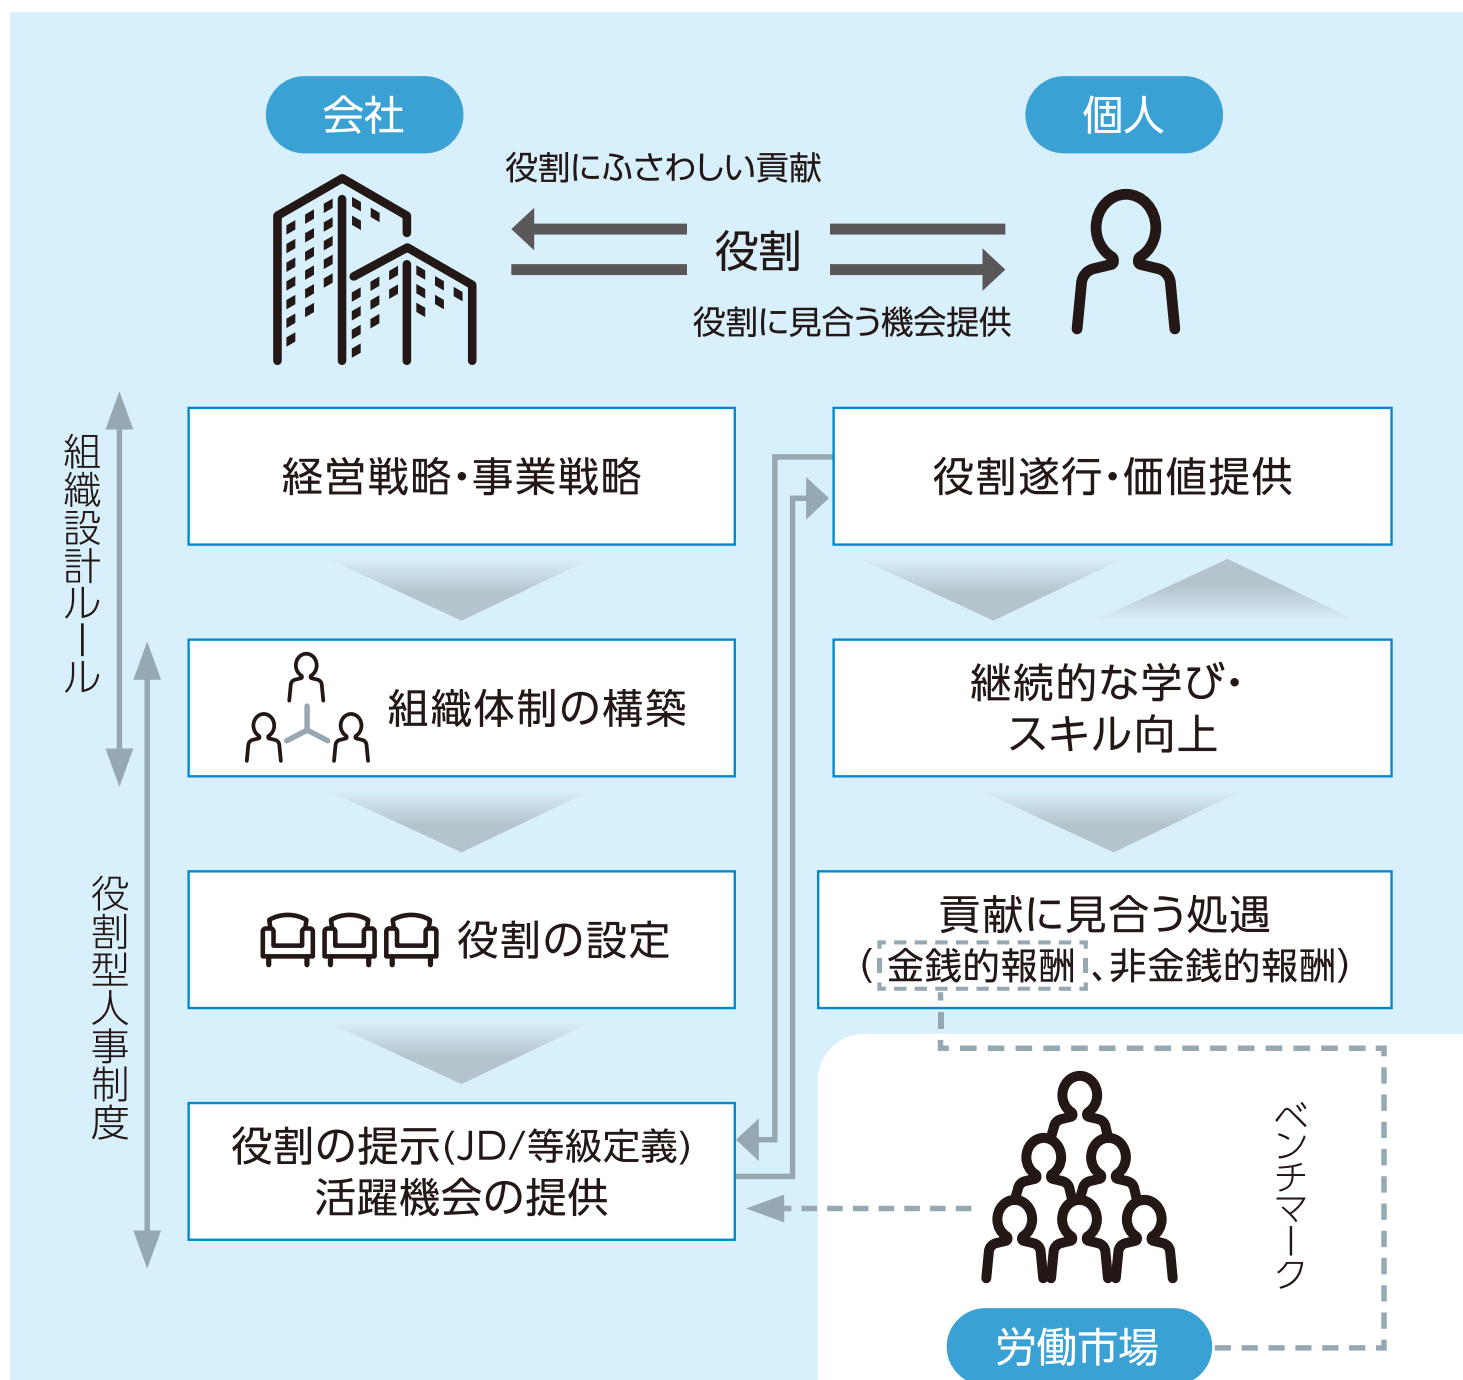 会社
個人
役割にふさわしい貢献
役割
役割に見合う機会提供
組織設計ルール
役割型人事制度
経営戦略・事業戦略
組織体制の構築
役割の設定
役割の提示(JD/等級定義)
活躍機会の提供
役割遂行・価値提供
継続的な学び・
スキル向上
貢献に見合う処遇
(金銭的報酬、非金銭的報酬)
ベンチマーク
労働市場